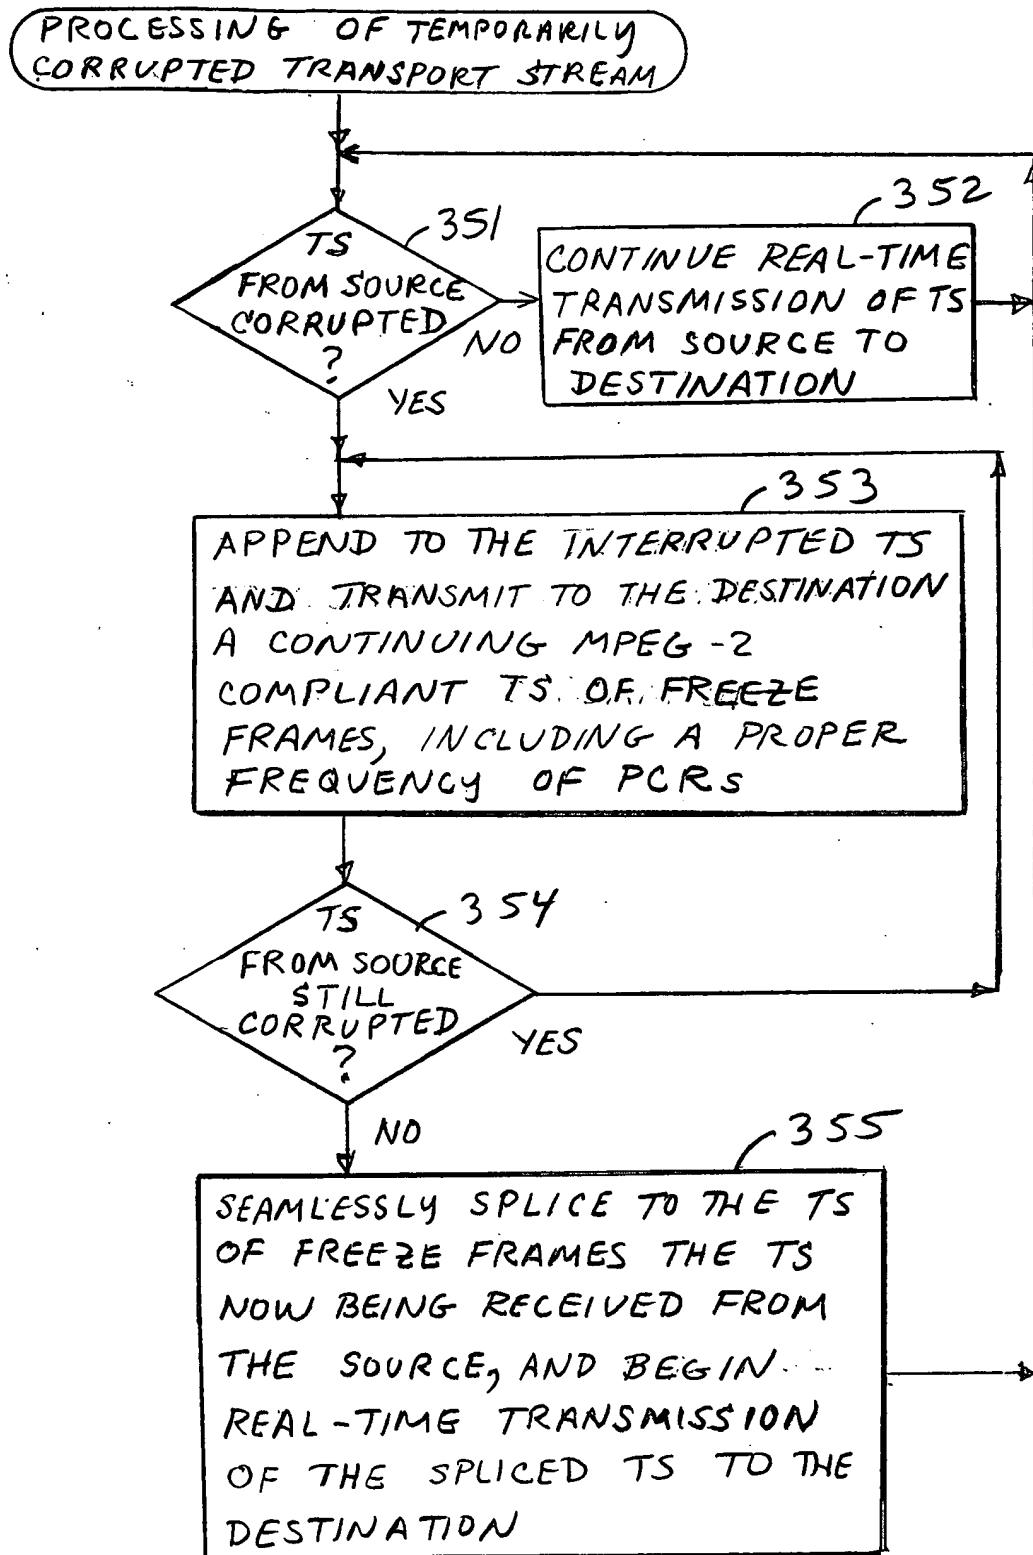 PROCESSING OF TEMPORARILY
CORRUPTED TRANSPORT STREAM
351
TS
FROM SOURCE
CORRUPTED
?
NO
YES
352
CONTINUE REAL-TIME
TRANSMISSION OF TS
FROM SOURCE TO
DESTINATION
353
APPEND TO THE INTERRUPTED TS
AND TRANSMIT TO THE DESTINATION
A CONTINUING MPEG-2
COMPLIANT TS OF FREEZE
FRAMES, INCLUDING A PROPER
FREQUENCY OF PCRs
354
TS
FROM SOURCE
STILL
CORRUPTED
?
YES
NO
355
SEAMLESSLY SPLICE TO THE TS
OF FREEZE FRAMES THE TS
NOW BEING RECEIVED FROM
THE SOURCE, AND BEGIN
REAL-TIME TRANSMISSION
OF THE SPLICED TS TO THE
DESTINATION